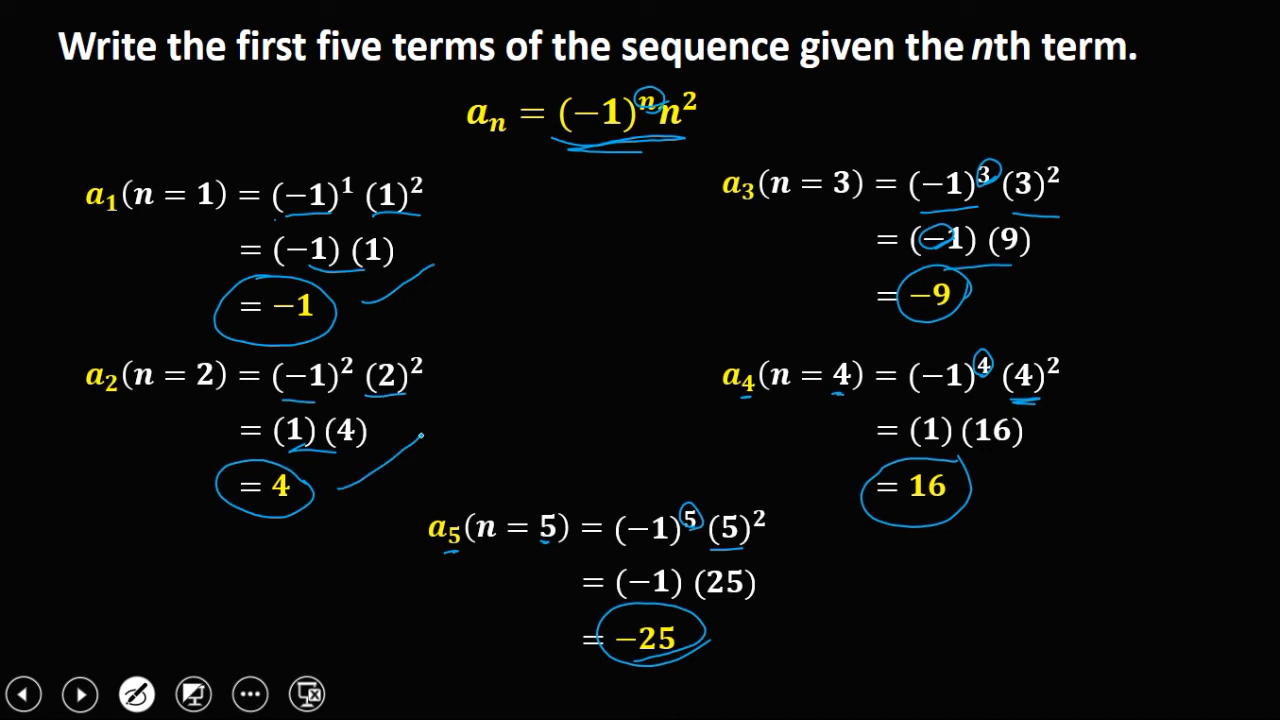 Write the first five terms of the sequence given the nth term.
aₙ = (−1)ⁿn²
a₁(n = 1) = (−1)¹ (1)²
= (−1) (1)
= −1
a₂(n = 2) = (−1)² (2)²
= (1) (4)
= 4
a₃(n = 3) = (−1)³ (3)²
= (−1) (9)
= −9
a₄(n = 4) = (−1)⁴ (4)²
= (1) (16)
= 16
a₅(n = 5) = (−1)⁵ (5)²
= (−1) (25)
= −25